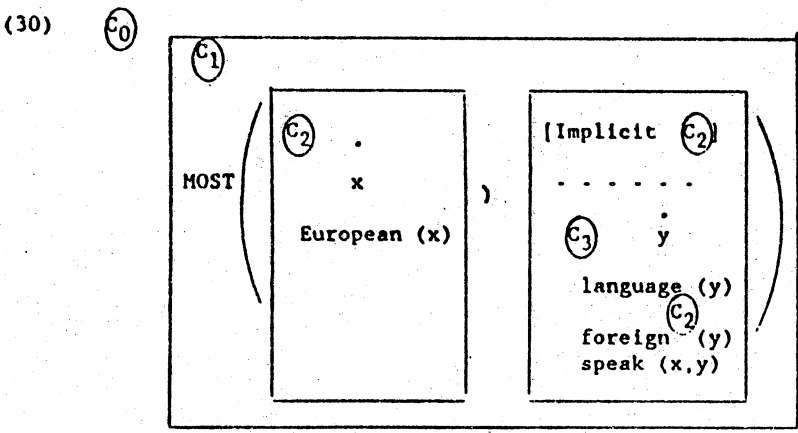 (30) C0
C1
MOST ( C2 . , [Implicit C2] )
x - - - - - -
European (x) C3 . y
language (y)
foreign C2 (y)
speak (x,y)